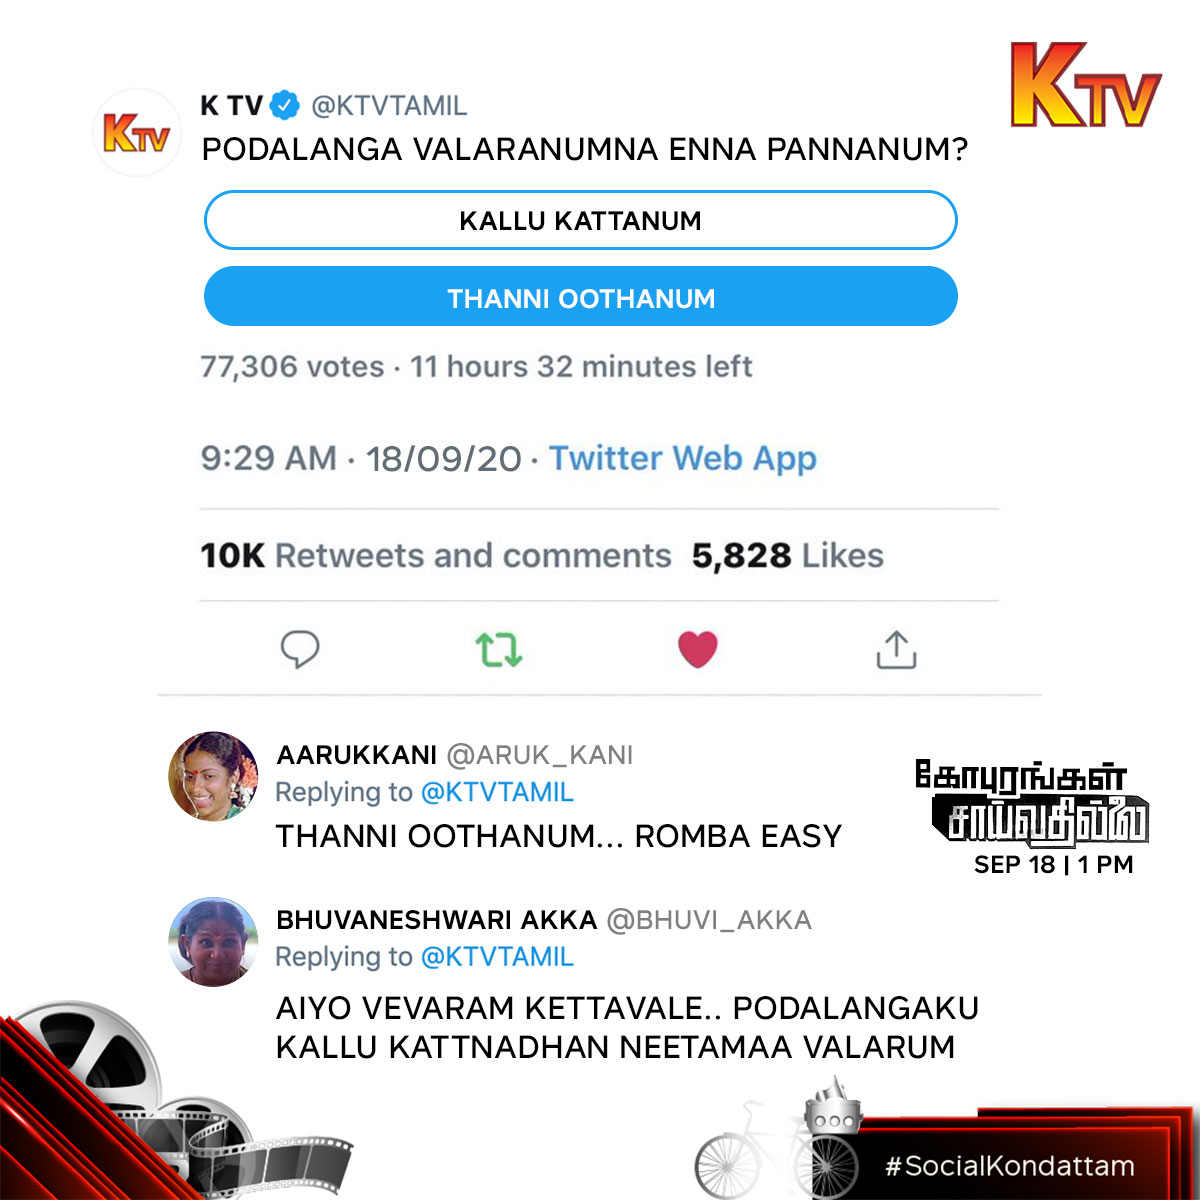 KTV
K TV @KTVTAMIL
KTV
PODALANGA VALARANUMNA ENNA PANNANUM?
KALLU KATTANUM
THANNI OOTHANUM
77,306 votes · 11 hours 32 minutes left
9:29 AM · 18/09/20 · Twitter Web App
10K Retweets and comments 5,828 Likes
AARUKKANI @ARUK_KANI
Replying to @KTVTAMIL
THANNI OOTHANUM... ROMBA EASY
கோபுரங்கள்
சாய்வதில்லை
SEP 18 | 1 PM
BHUVANESHWARI AKKA @BHUVI_AKKA
Replying to @KTVTAMIL
AIYO VEVARAM KETTAVALE.. PODALANGAKU
KALLU KATTNADHAN NEETAMAA VALARUM
#SocialKondattam